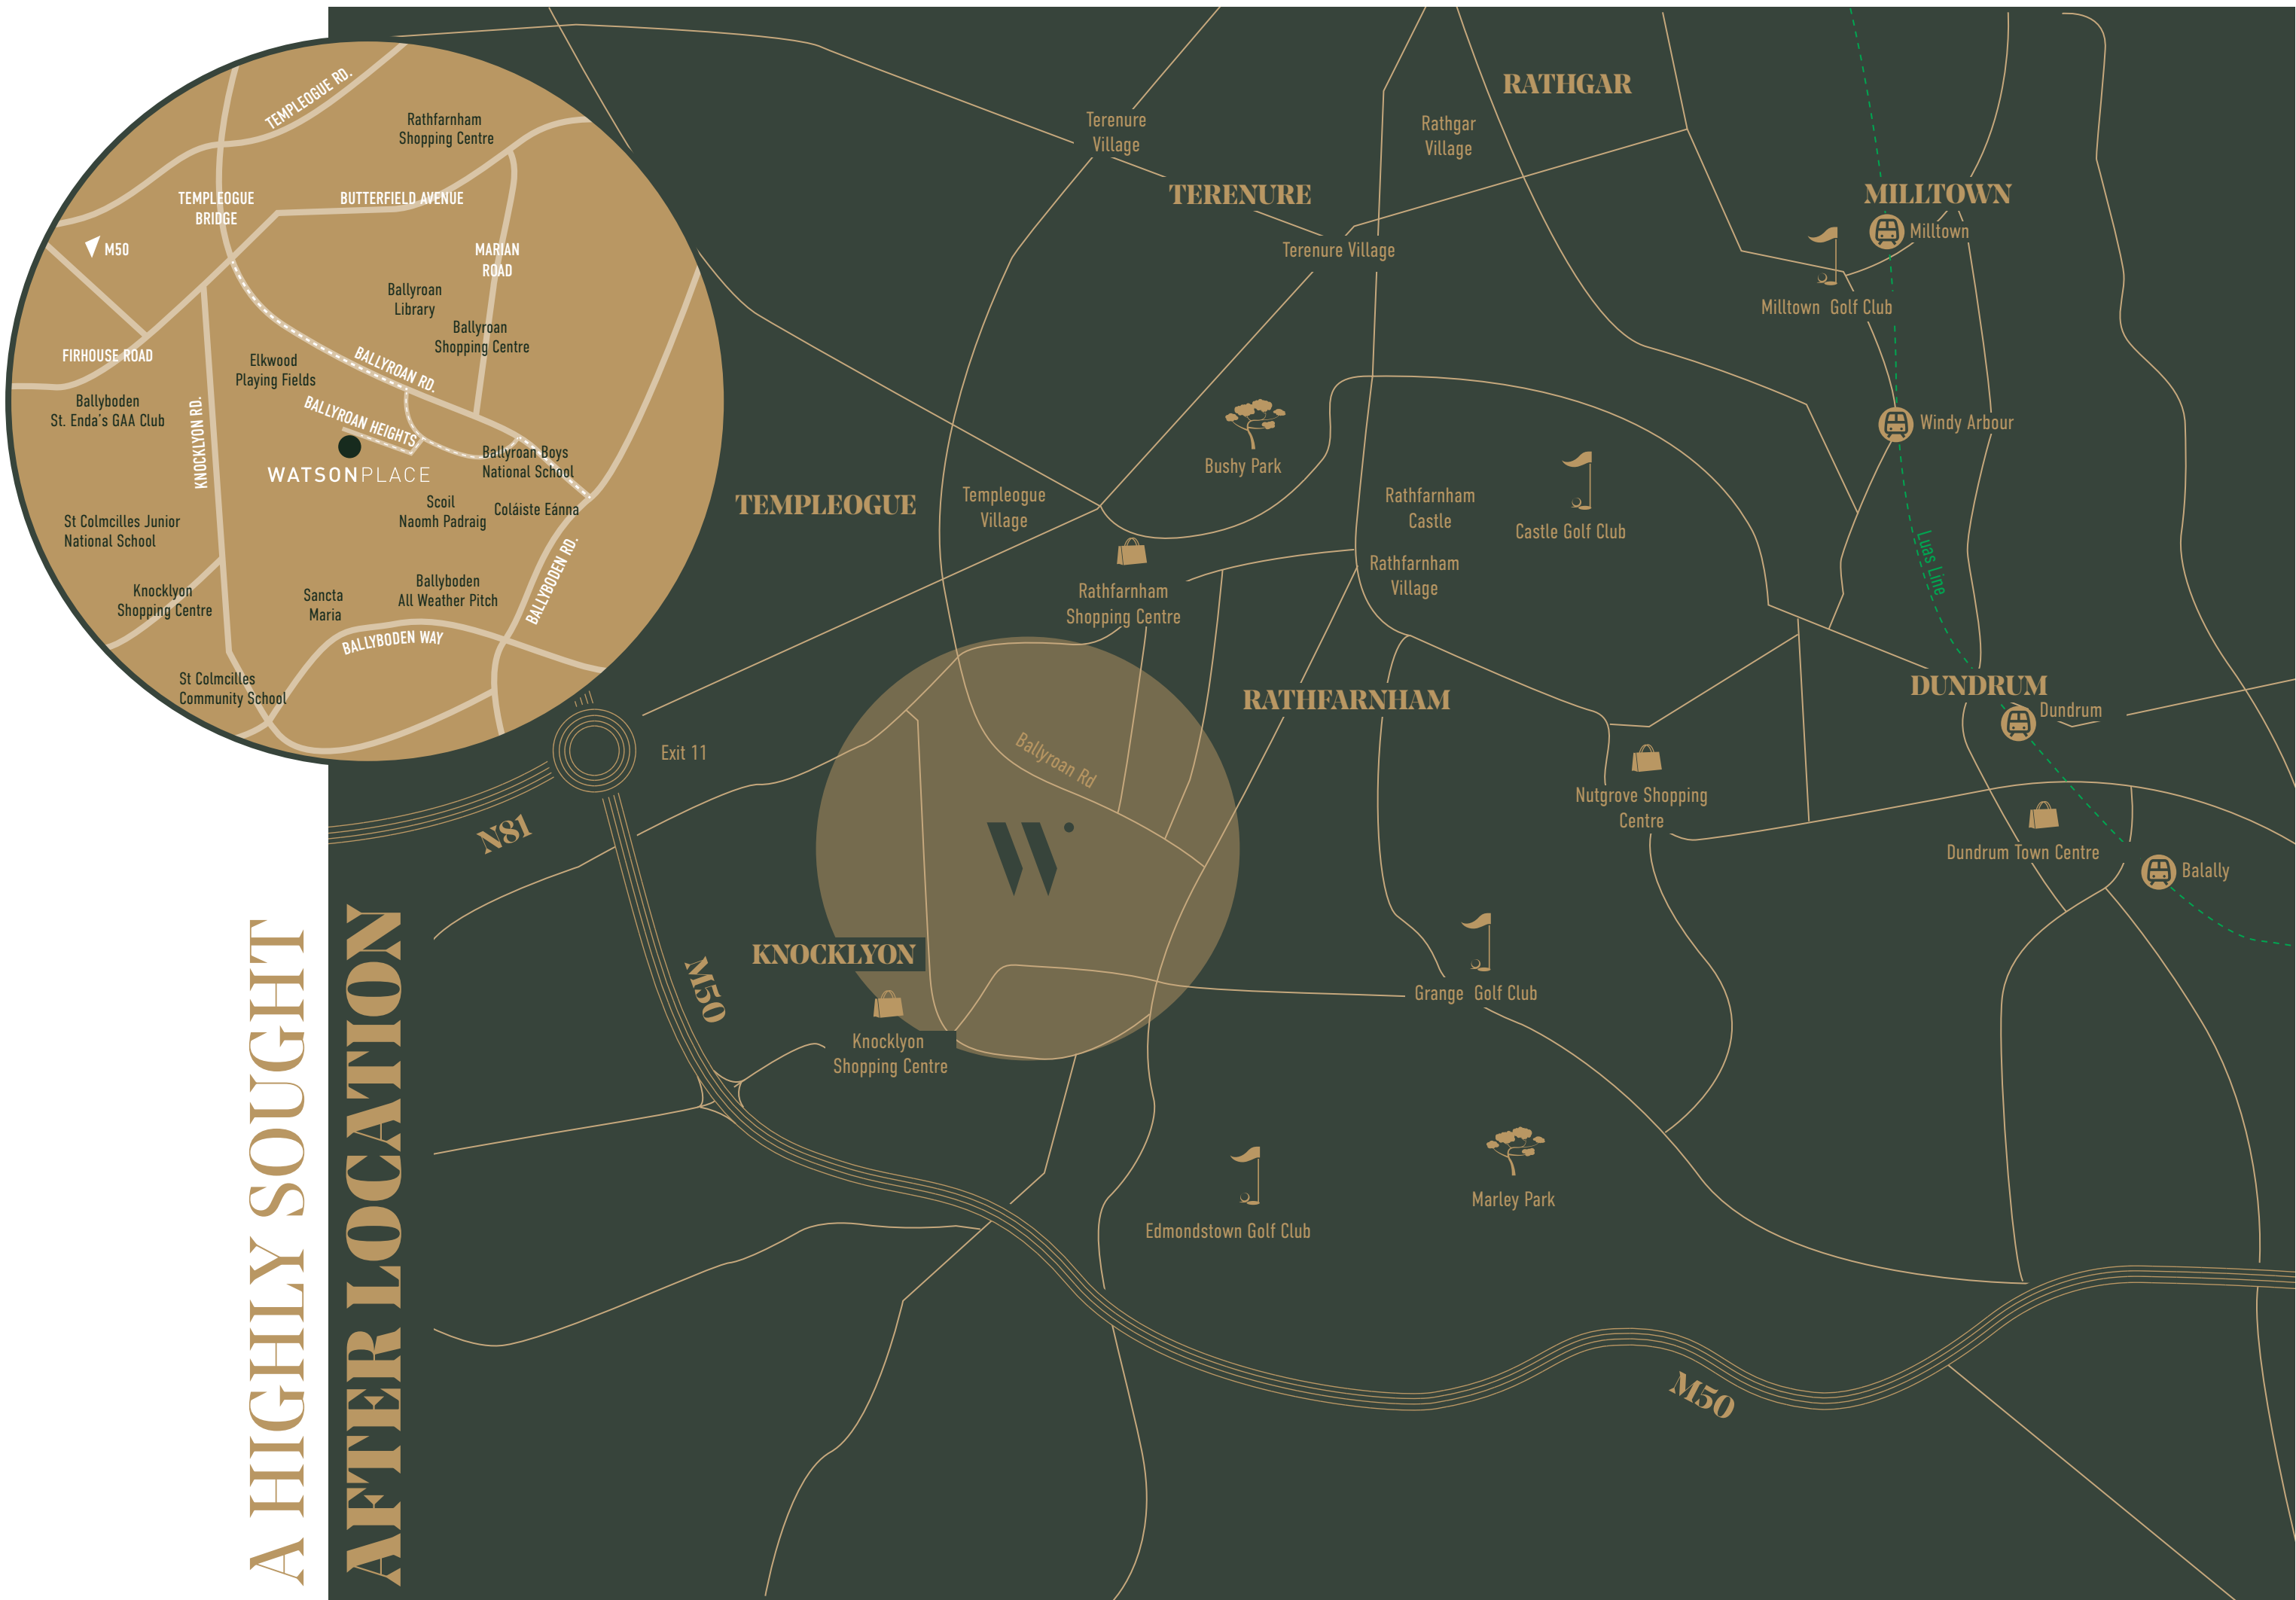 A HIGHLY SOUGHT
AFTER LOCATION
TEMPLEOGUE RD.
Rathfarnham
Shopping Centre
TEMPLEOGUE
BRIDGE
BUTTERFIELD AVENUE
M50
MARIAN
ROAD
Ballyroan
Library
Ballyroan
Shopping Centre
FIRHOUSE ROAD
Elkwood
Playing Fields
BALLYROAN RD.
Ballyboden
St. Enda's GAA Club
KNOCKLYON RD.
BALLYROAN HEIGHTS
WATSONPLACE
Ballyroan Boys
National School
Scoil
Naomh Padraig
Coláiste Eánna
St Colmcilles Junior
National School
Knocklyon
Shopping Centre
Sancta
Maria
Ballyboden
All Weather Pitch
BALLYBODEN RD.
BALLYBODEN WAY
St Colmcilles
Community School
RATHGAR
Terenure
Village
Rathgar
Village
TERENURE
MILLTOWN
Milltown
Terenure Village
Milltown  Golf Club
Windy Arbour
Bushy Park
TEMPLEOGUE
Templeogue
Village
Rathfarnham
Castle
Castle Golf Club
Luas Line
Rathfarnham
Village
Rathfarnham
Shopping Centre
RATHFARNHAM
DUNDRUM
Dundrum
Exit 11
Ballyroan Rd
Nutgrove Shopping
Centre
N81
W
Dundrum Town Centre
Balally
KNOCKLYON
M50
Grange  Golf Club
Knocklyon
Shopping Centre
Marley Park
Edmondstown Golf Club
M50